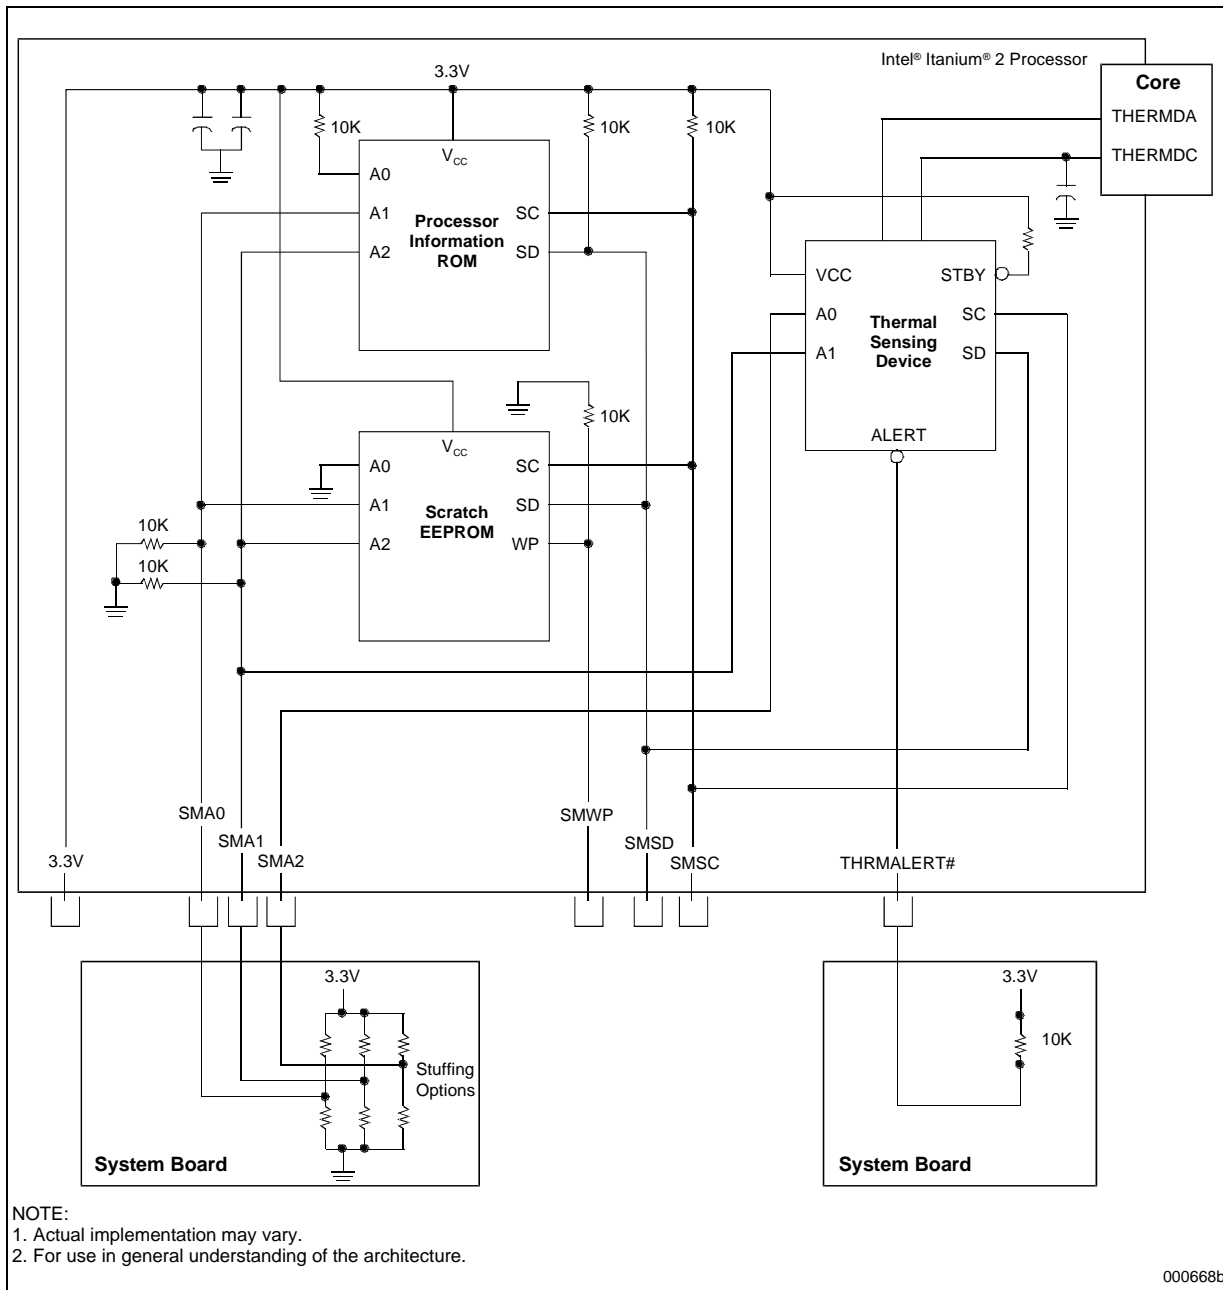 Intel® Itanium® 2 Processor
Core
THERMDA
THERMDC
3.3V
10K
10K
10K
VCC
A0
A1
A2
Processor
Information
ROM
SC
SD
VCC
A0
A1
STBY
SC
SD
Thermal
Sensing
Device
ALERT
10K
VCC
A0
A1
A2
Scratch
EEPROM
SC
SD
WP
10K
10K
3.3V
SMA0
SMA1
SMA2
SMWP
SMSD
SMSC
THRMALERT#
3.3V
Stuffing
Options
System Board
3.3V
10K
System Board
NOTE:
1. Actual implementation may vary.
2. For use in general understanding of the architecture.
000668b